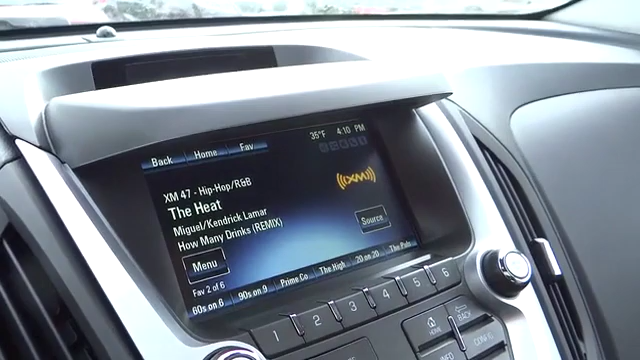 35°F 4:10 PM
Back Home Fav
XM 47 - Hip-Hop/R&B
((XM))
The Heat
Miguel/Kendrick Lamar
How Many Drinks (REMIX)
Source
Menu
Fav 2 of 6
60s on 6 90s on 9 Prime Co The High 20 on 20 The Pulse
1 2 3 4 5 6
HOME BACK
CONFIG